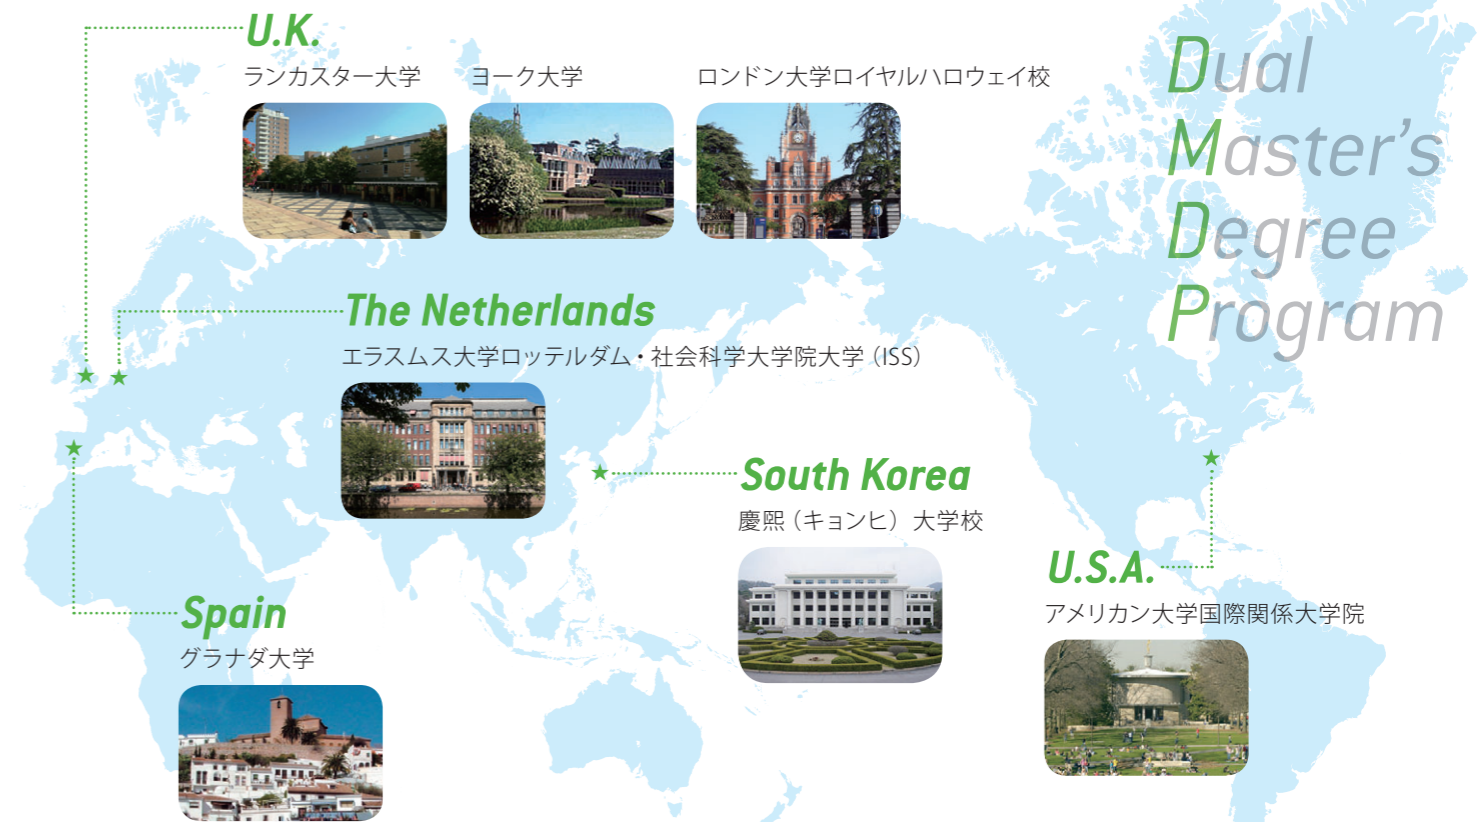 U.K.
ランカスター大学
ヨーク大学
ロンドン大学ロイヤルハロウェイ校
Dual
Master's
Degree
Program
The Netherlands
エラスムス大学ロッテルダム・社会科学大学院大学（ISS）
South Korea
慶熙（キョンヒ）大学校
U.S.A.
アメリカン大学国際関係大学院
Spain
グラナダ大学